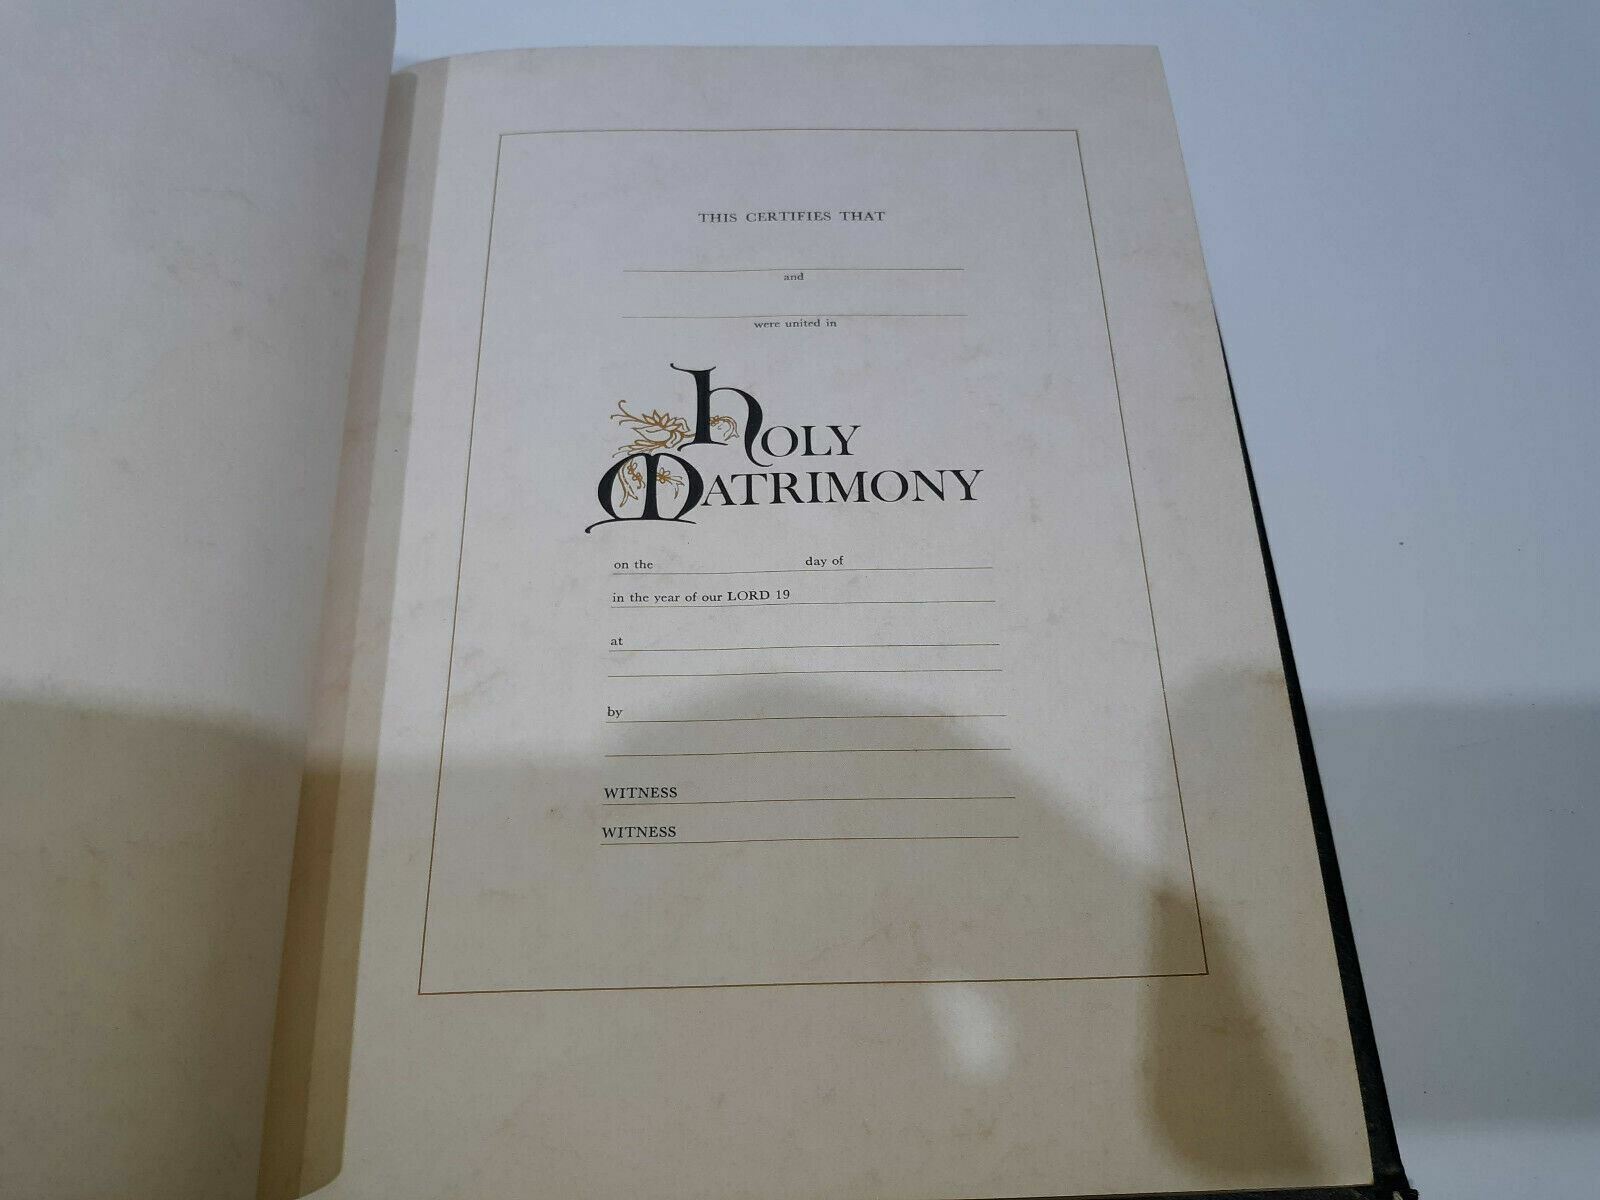 THIS CERTIFIES THAT
and
were united in
HOLY
MATRIMONY
on the day of
in the year of our LORD 19
at
by
WITNESS
WITNESS